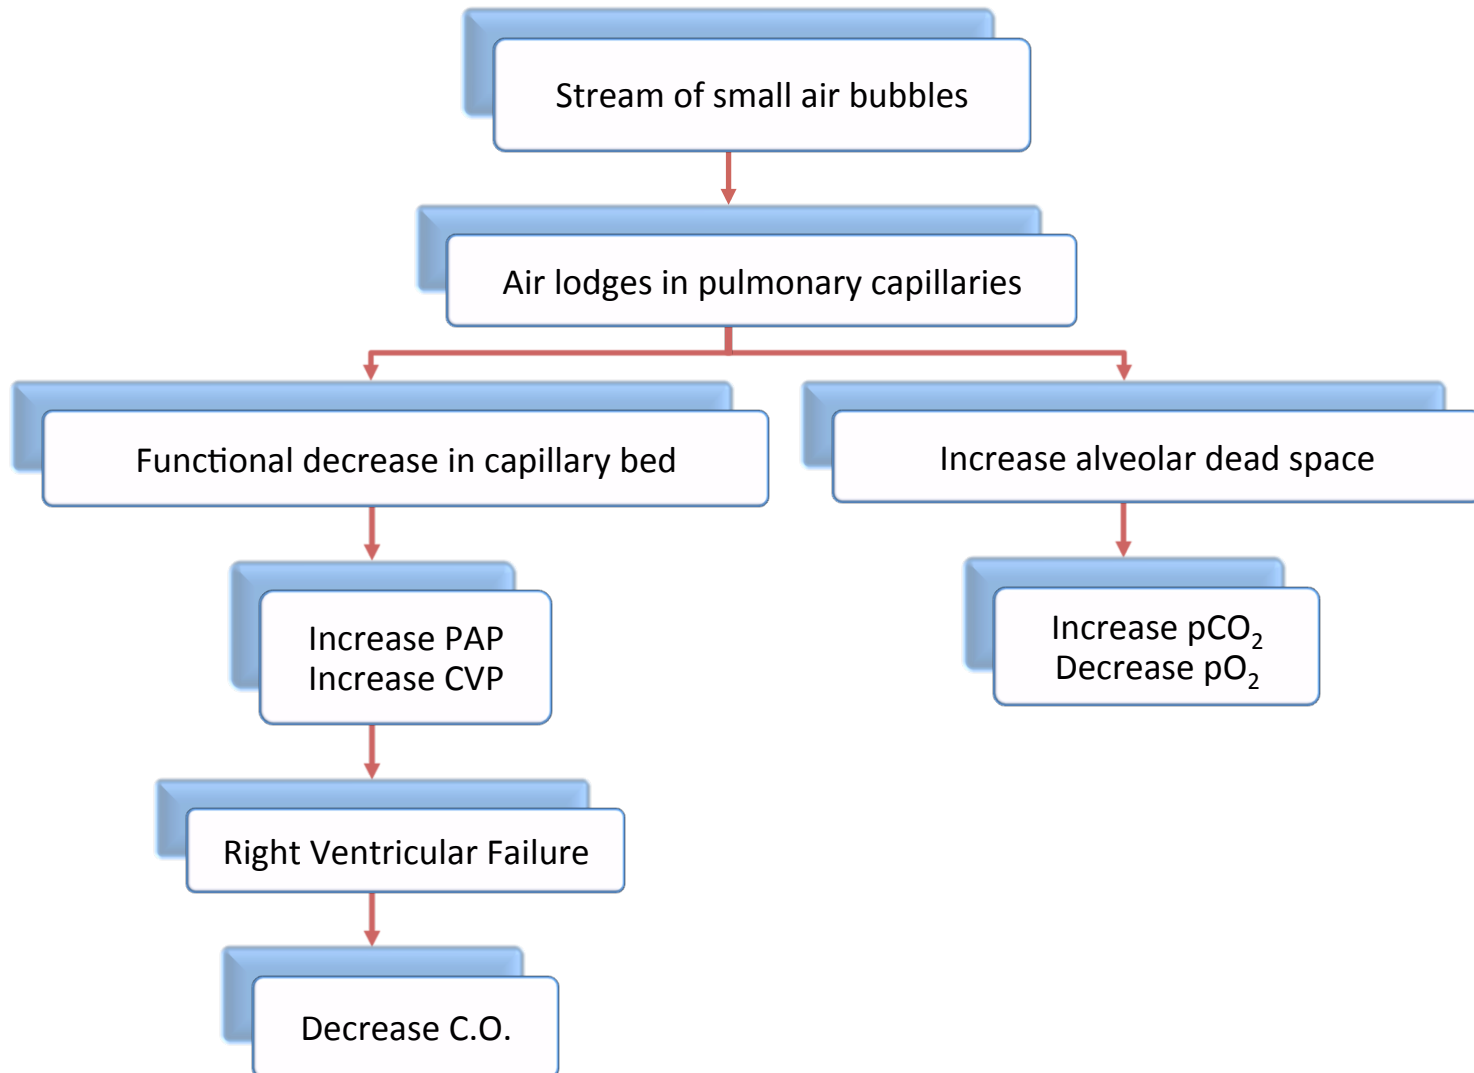 Stream of small air bubbles
Air lodges in pulmonary capillaries
Functional decrease in capillary bed
Increase alveolar dead space
Increase PAP
Increase CVP
Increase pCO₂
Decrease pO₂
Right Ventricular Failure
Decrease C.O.